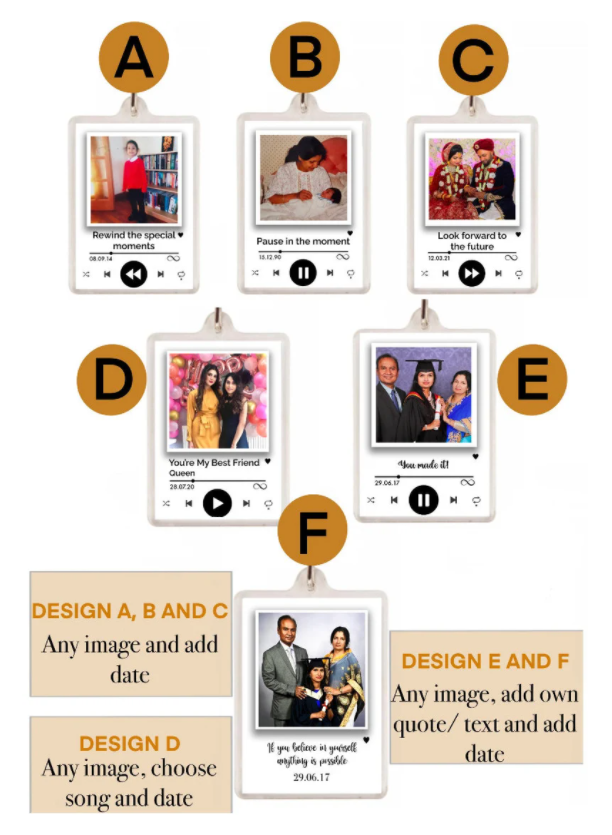 A
B
C
Rewind the special
moments
08.09.14
Pause in the moment
15.12.90
Look forward to
the future
12.03.21
D
E
You're My Best Friend
Queen
28.07.20
You made it!
29.06.17
F
DESIGN A, B AND C
Any image and add
date
DESIGN D
Any image, choose
song and date
If you believe in yourself
anything is possible
29.06.17
DESIGN E AND F
Any image, add own
quote/ text and add
date